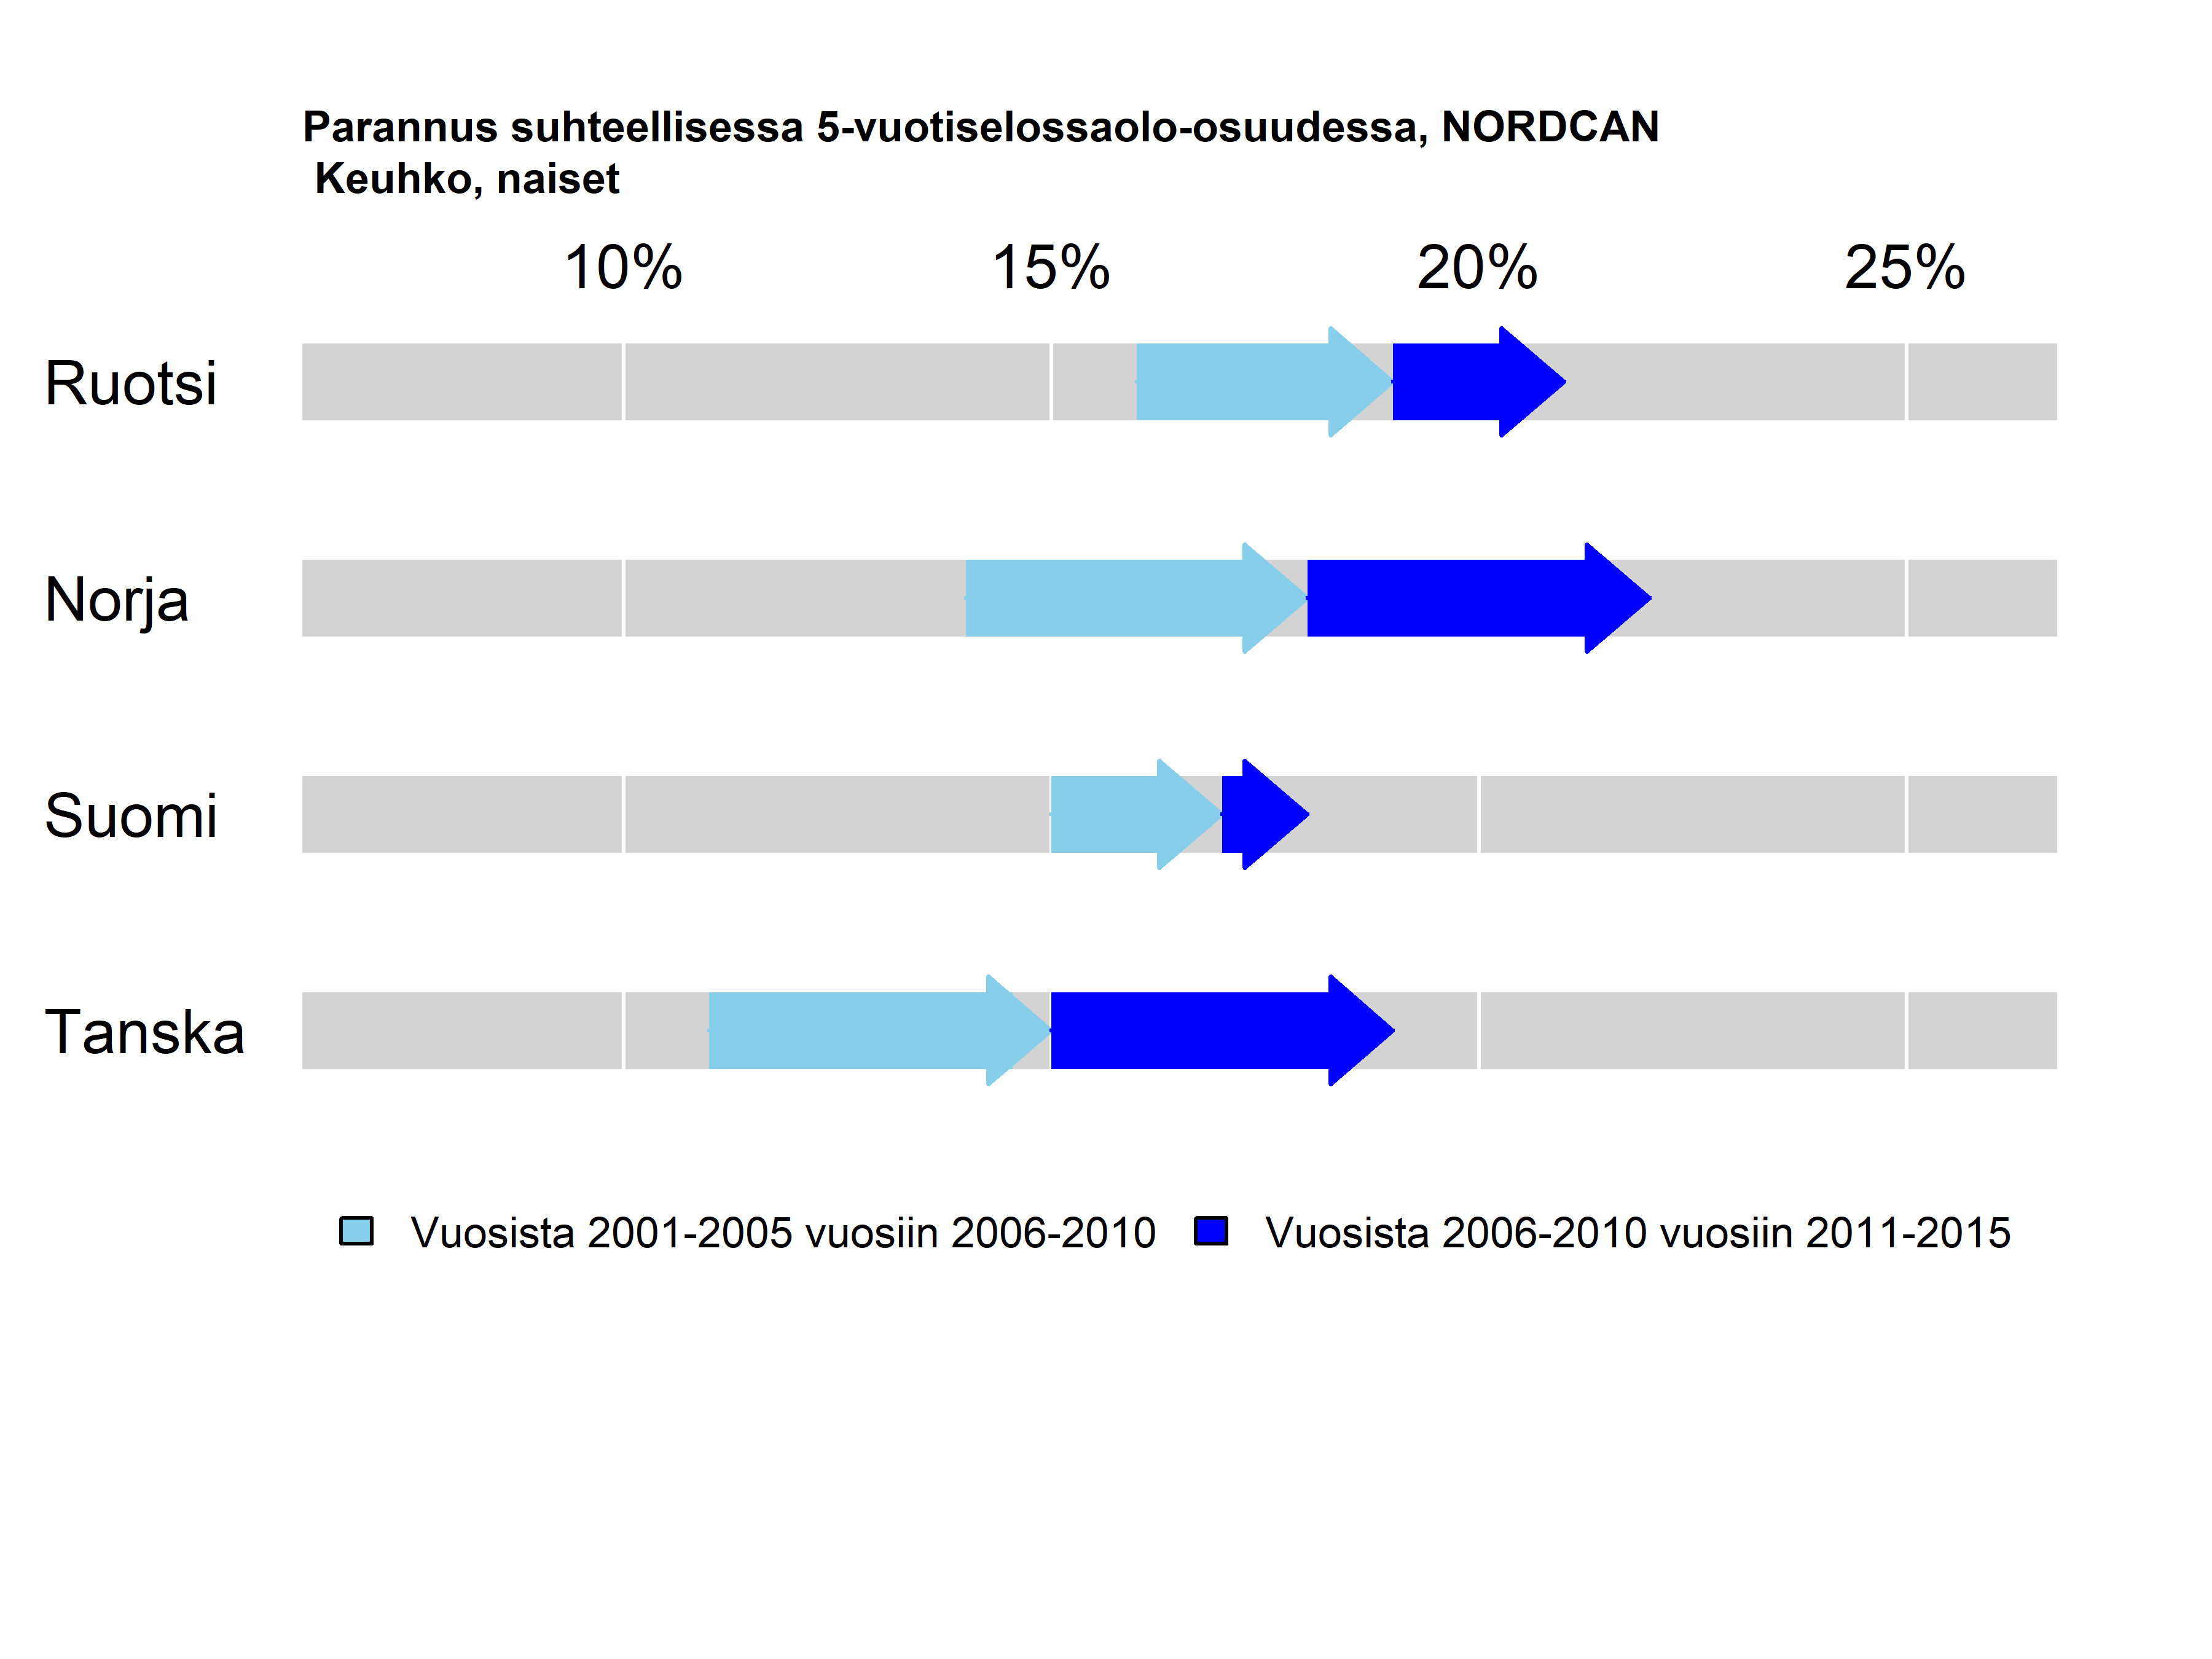 Parannus suhteellisessa 5-vuotiselossaolo-osuudessa, NORDCAN
Keuhko, naiset
10% 15% 20% 25%
Ruotsi
Norja
Suomi
Tanska
Vuosista 2001-2005 vuosiin 2006-2010 Vuosista 2006-2010 vuosiin 2011-2015